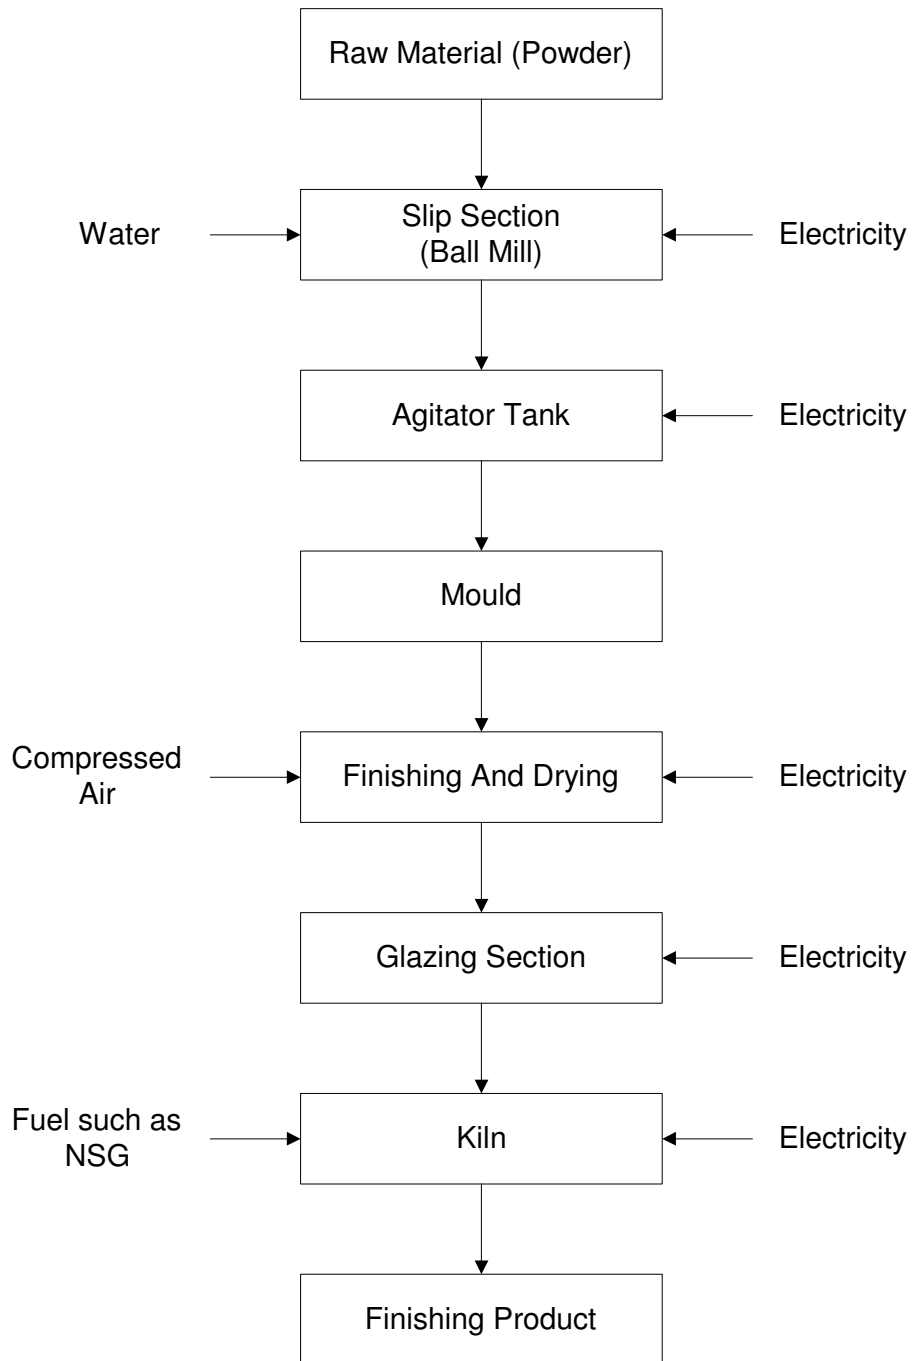 Raw Material (Powder)
Water
Slip Section
(Ball Mill)
Electricity
Agitator Tank
Electricity
Mould
Compressed
Air
Finishing And Drying
Electricity
Glazing Section
Electricity
Fuel such as
NSG
Kiln
Electricity
Finishing Product